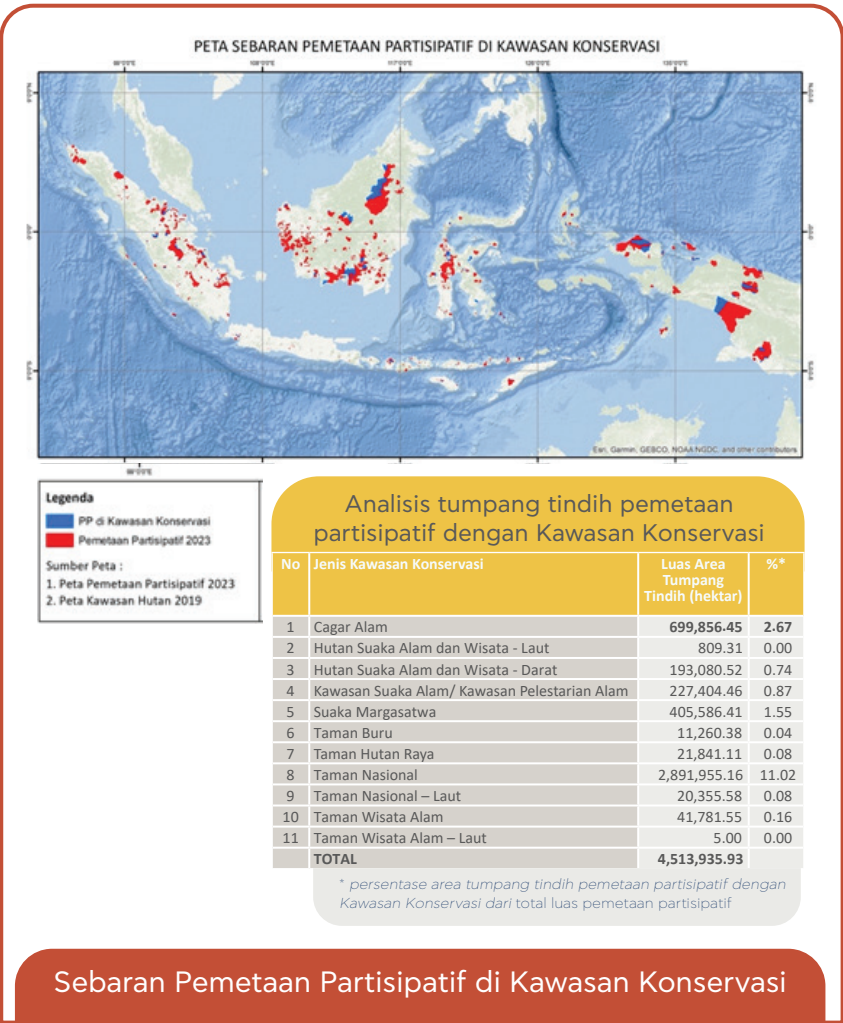 PETA SEBARAN PEMETAAN PARTISIPATIF DI KAWASAN KONSERVASI
Esri, Garmin, GEBCO, NOAA NGDC, and other contributors
Legenda
PP di Kawasan Konservasi
Pemetaan Partisipatif 2023
Sumber Peta :
1. Peta Pemetaan Partisipatif 2023
2. Peta Kawasan Hutan 2019
Analisis tumpang tindih pemetaan
partisipatif dengan Kawasan Konservasi
No Jenis Kawasan Konservasi Luas Area %*
Tumpang
Tindih (hektar)
1 Cagar Alam 699,856.45 2.67
2 Hutan Suaka Alam dan Wisata - Laut 809.31 0.00
3 Hutan Suaka Alam dan Wisata - Darat 193,080.52 0.74
4 Kawasan Suaka Alam/ Kawasan Pelestarian Alam 227,404.46 0.87
5 Suaka Margasatwa 405,586.41 1.55
6 Taman Buru 11,260.38 0.04
7 Taman Hutan Raya 21,841.11 0.08
8 Taman Nasional 2,891,955.16 11.02
9 Taman Nasional – Laut 20,355.58 0.08
10 Taman Wisata Alam 41,781.55 0.16
11 Taman Wisata Alam – Laut 5.00 0.00
TOTAL 4,513,935.93
* persentase area tumpang tindih pemetaan partisipatif dengan
Kawasan Konservasi dari total luas pemetaan partisipatif
Sebaran Pemetaan Partisipatif di Kawasan Konservasi